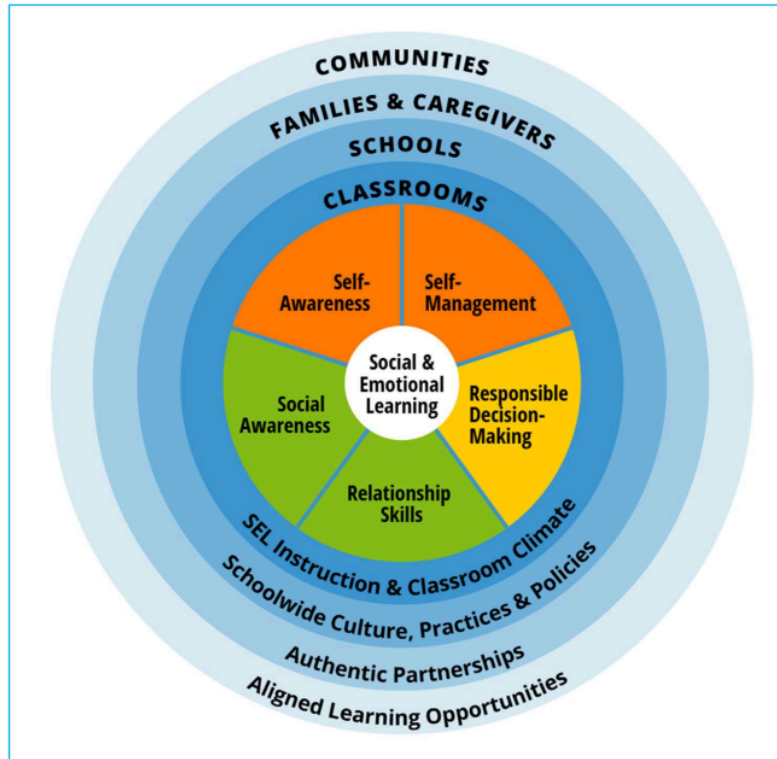 COMMUNITIES
FAMILIES & CAREGIVERS
SCHOOLS
CLASSROOMS
Self-
Awareness
Self-
Management
Social &
Emotional
Learning
Social
Awareness
Responsible
Decision-
Making
Relationship
Skills
SEL Instruction & Classroom Climate
Schoolwide Culture, Practices & Policies
Authentic Partnerships
Aligned Learning Opportunities